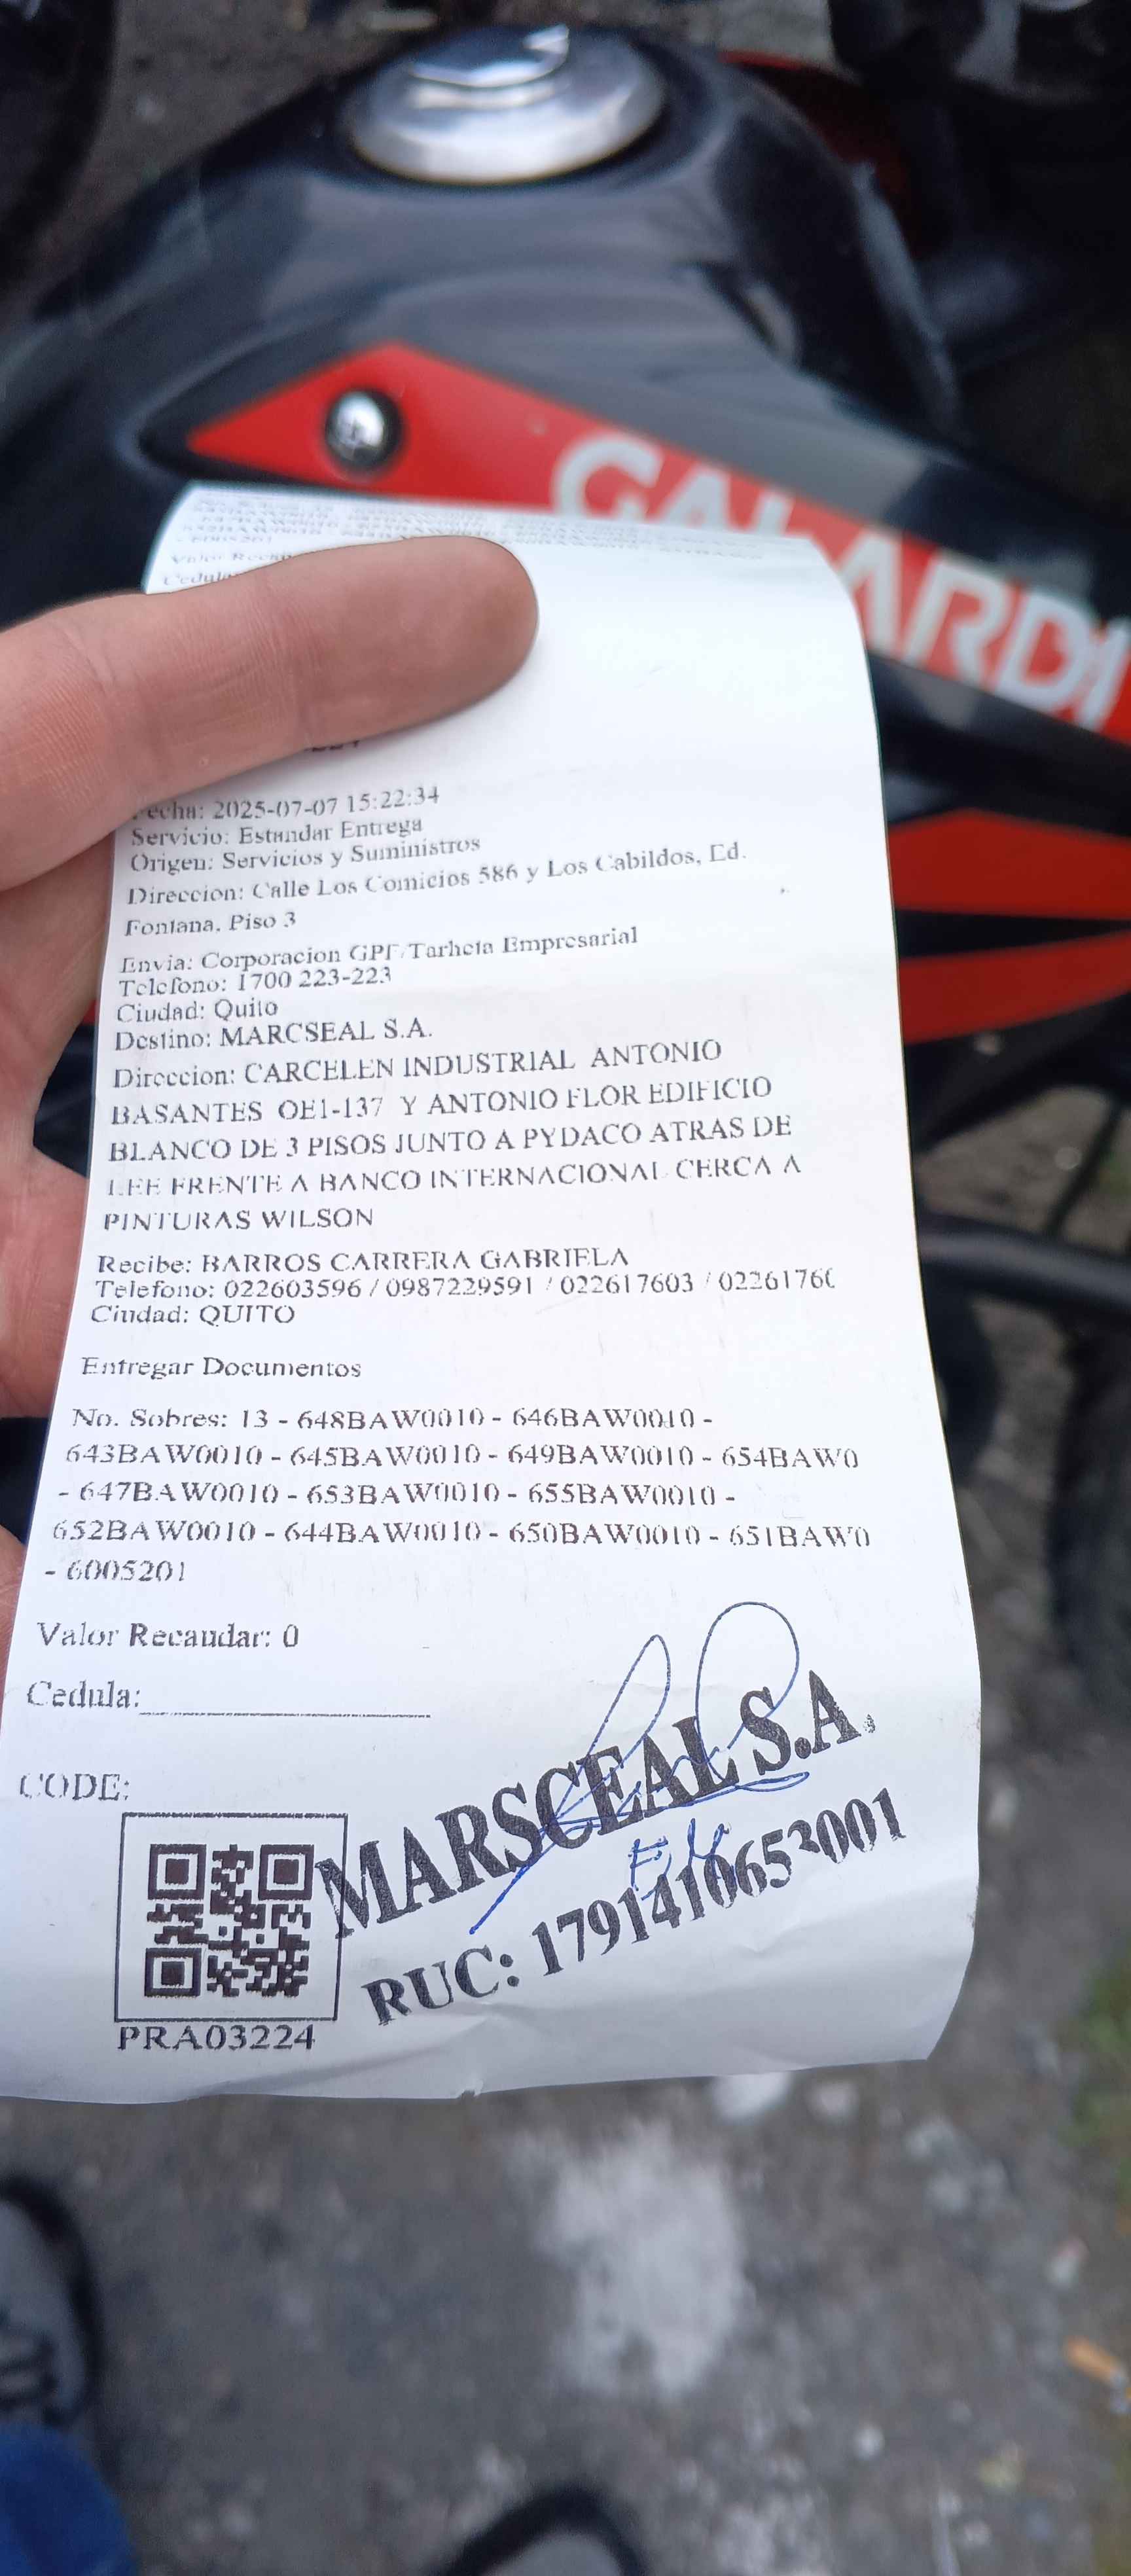 GALARDI
Fecha: 2025-07-07 15:22:34
Servicio: Estandar Entrega
Origen: Servicios y Suministros
Direccion: Calle Los Comicios 586 y Los Cabildos, Ed.
Fontana. Piso 3
Envia: Corporacion GPF Tarheta Empresarial
Telefono: 1700 223-223
Ciudad: Quito
Destino: MARCSEAL S.A.
Direccion: CARCELEN INDUSTRIAL ANTONIO
BASANTES OE1-137 Y ANTONIO FLOR EDIFICIO
BLANCO DE 3 PISOS JUNTO A PYDACO ATRAS DE
LEE FRENTE A BANCO INTERNACIONAL CERCA A
PINTURAS WILSON
Recibe: BARROS CARRERA GABRIELA
Telefono: 022603596 / 0987229591 / 022617603 / 0226176
Ciudad: QUITO
Entregar Documentos
No. Sobres: 13 - 648BAW0010 - 646BAW0010 -
643BAW0010 - 645BAW0010 - 649BAW0010 - 654BAW0
- 647BAW0010 - 653BAW0010 - 655BAW0010 -
652BAW0010 - 644BAW0010 - 650BAW0010 - 651BAW0
- 6005201
Valor Recaudar: 0
Cedula:
CODE:
MARSCEAL S.A.
RUC: 1791410653001
PRA03224